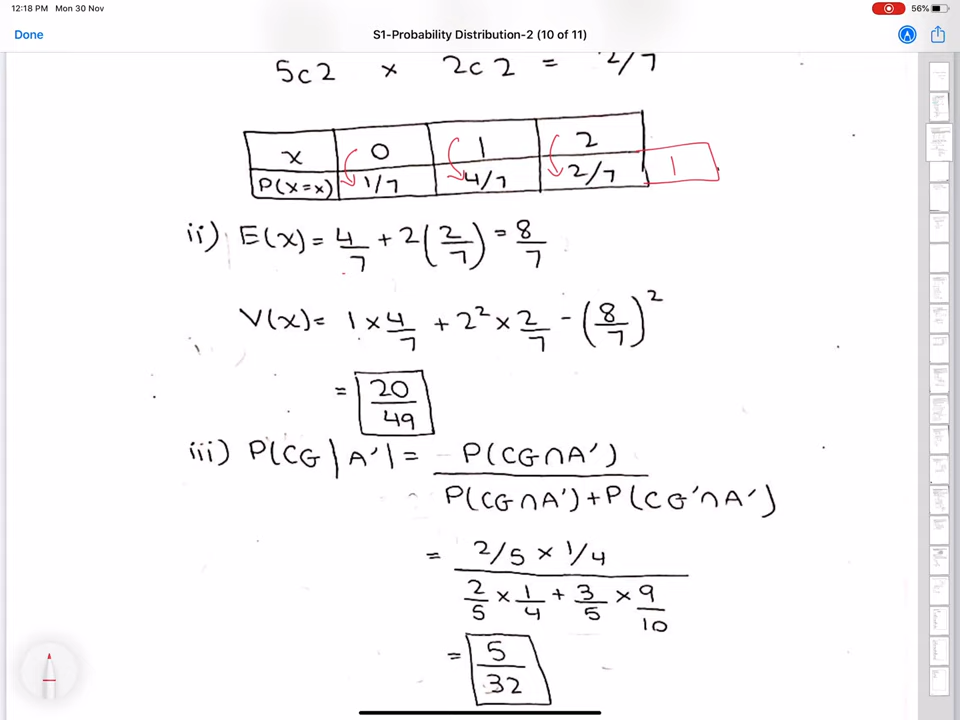 12:18 PM Mon 30 Nov 56%
Done S1-Probability Distribution-2 (10 of 11)
5C2 × 2C2 = 2/7
x 0 1 2
P(X=x) 1/7 4/7 2/7 1
ii) E(X) = 4/7 + 2(2/7) = 8/7
V(X) = 1 × 4/7 + 2² × 2/7 - (8/7)²
= 20/49
iii) P(CG | A') = P(CG∩A') / P(CG∩A') + P(CG'∩A')
= 2/5 × 1/4 / 2/5 × 1/4 + 3/5 × 9/10
= 5/32